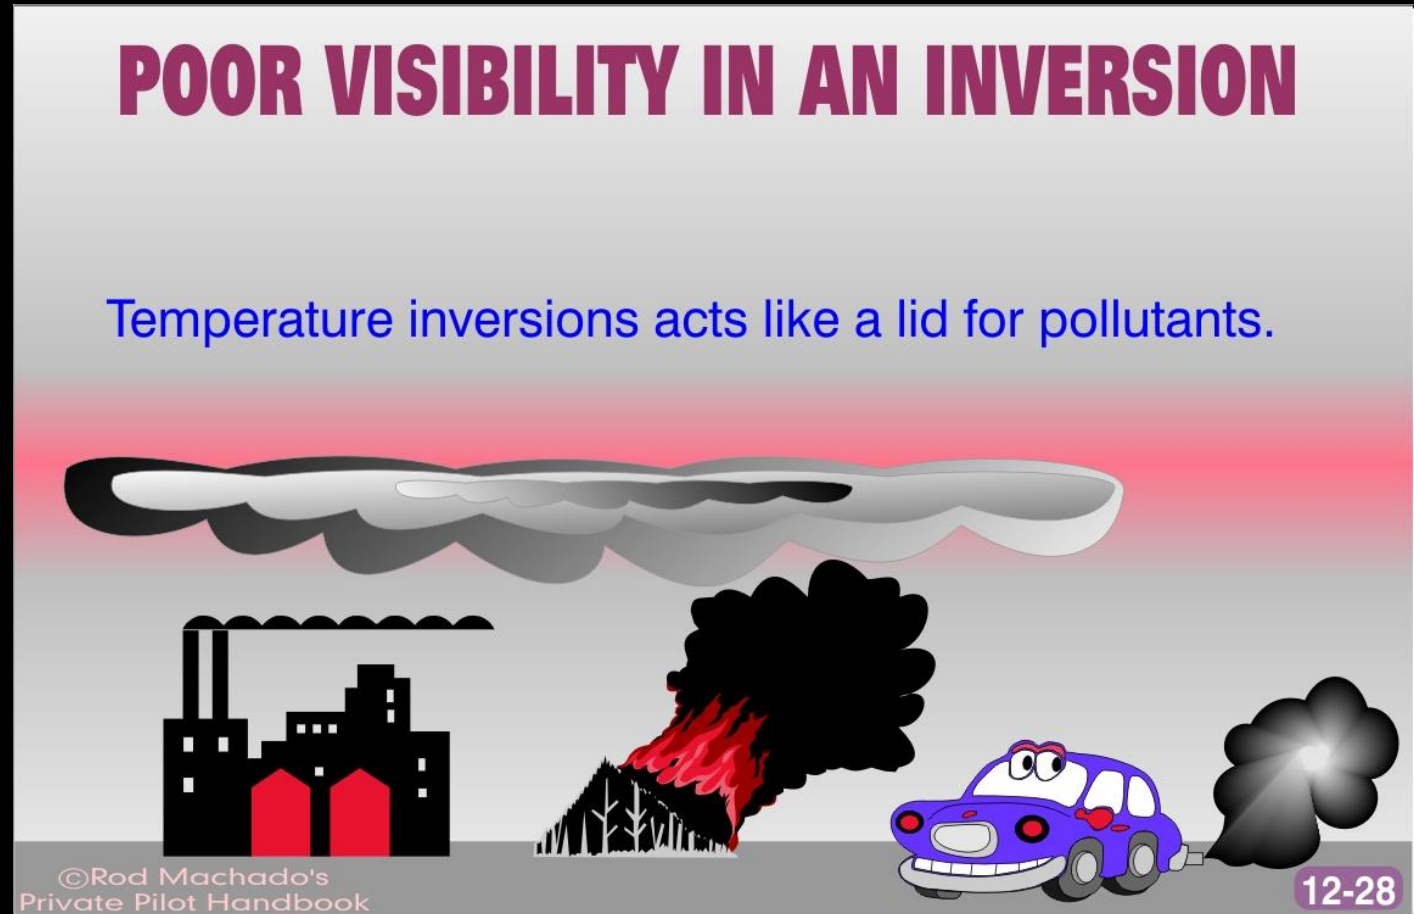 POOR VISIBILITY IN AN INVERSION
Temperature inversions acts like a lid for pollutants.
©Rod Machado's
Private Pilot Handbook
12-28